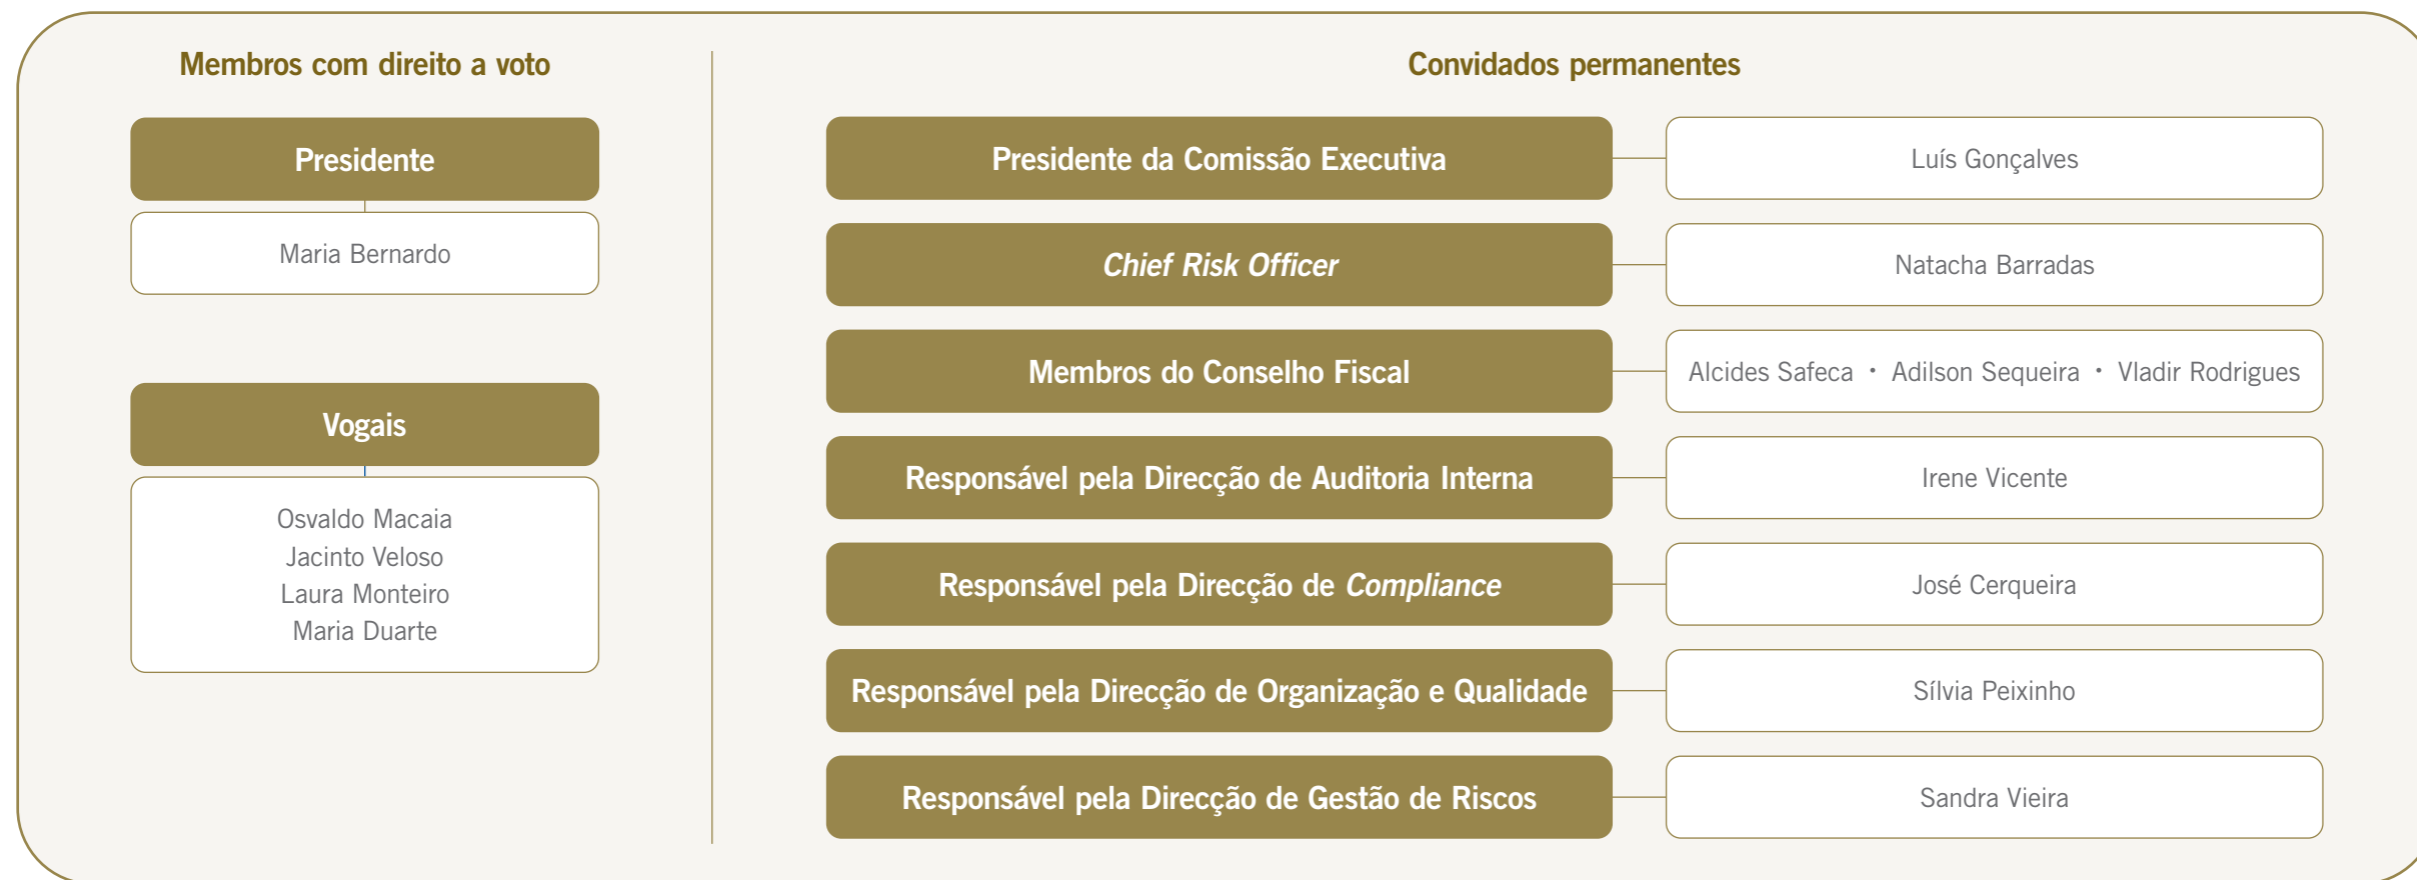 Membros com direito a voto
Presidente
Maria Bernardo
Vogais
Osvaldo Macaia
Jacinto Veloso
Laura Monteiro
Maria Duarte
Convidados permanentes
Presidente da Comissão Executiva
Luís Gonçalves
Chief Risk Officer
Natacha Barradas
Membros do Conselho Fiscal
Alcides Safeca • Adilson Sequeira • Vladir Rodrigues
Responsável pela Direcção de Auditoria Interna
Irene Vicente
Responsável pela Direcção de Compliance
José Cerqueira
Responsável pela Direcção de Organização e Qualidade
Sílvia Peixinho
Responsável pela Direcção de Gestão de Riscos
Sandra Vieira